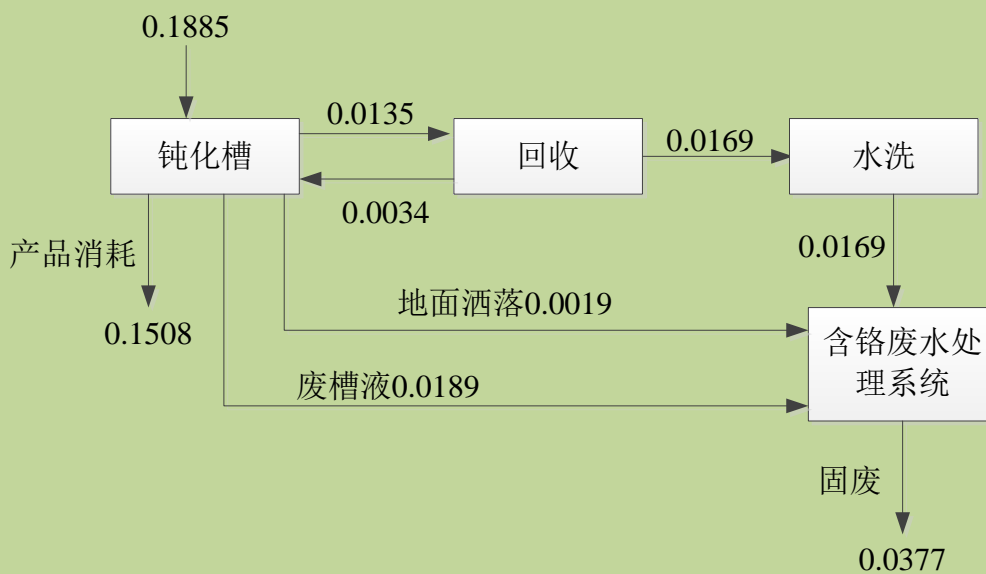 0.1885
钝化槽
0.0135
回收
0.0169
水洗
0.0034
产品消耗
0.1508
0.0169
地面洒落0.0019
废槽液0.0189
含铬废水处
理系统
固废
0.0377